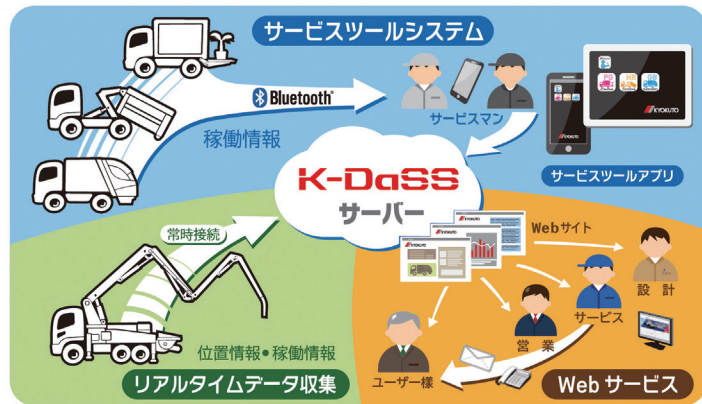 サービスツールシステム
Bluetooth®
稼働情報
サービスマン
KYOKUTO
KYOKUTO
サービスツールアプリ
K-DaSS
サーバー
常時接続
位置情報・稼働情報
リアルタイムデータ収集
KYOKUTO
KYOKUTO
Webサイト
設計
サービス
営業
ユーザー様
Webサービス